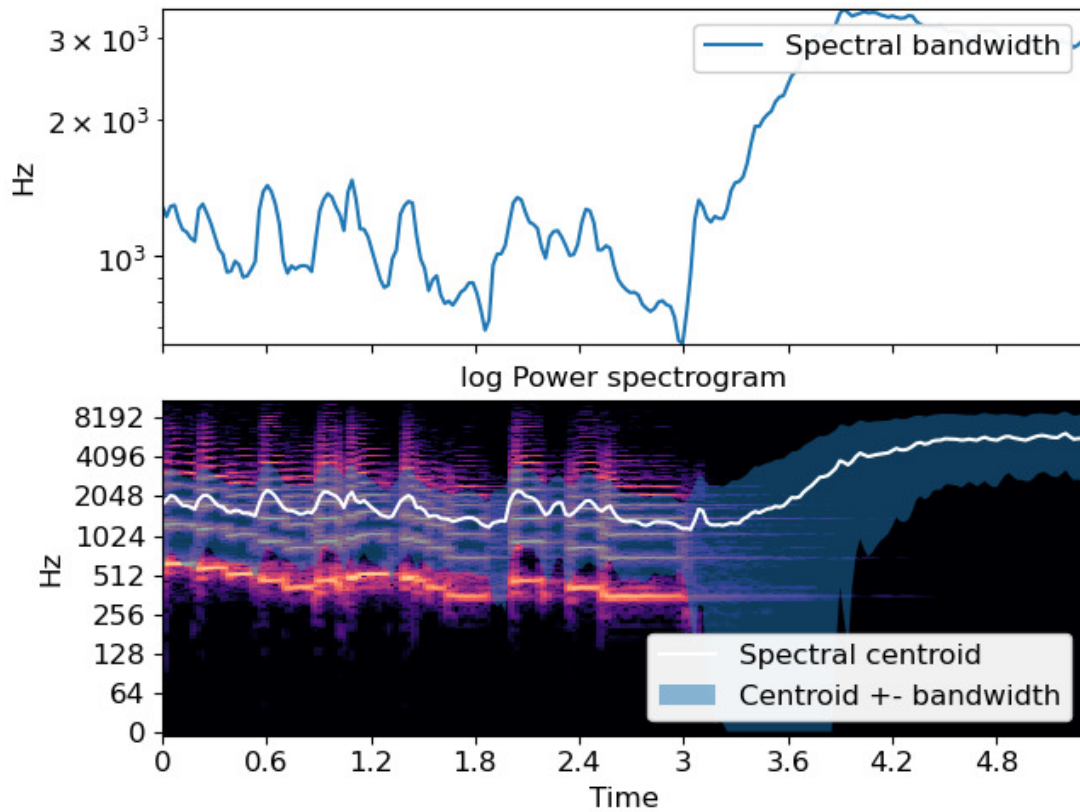 3 × 10³
2 × 10³
10³
Hz
Spectral bandwidth
log Power spectrogram
8192
4096
2048
1024
512
256
128
64
0
Hz
Spectral centroid
Centroid +- bandwidth
0 0.6 1.2 1.8 2.4 3 3.6 4.2 4.8
Time